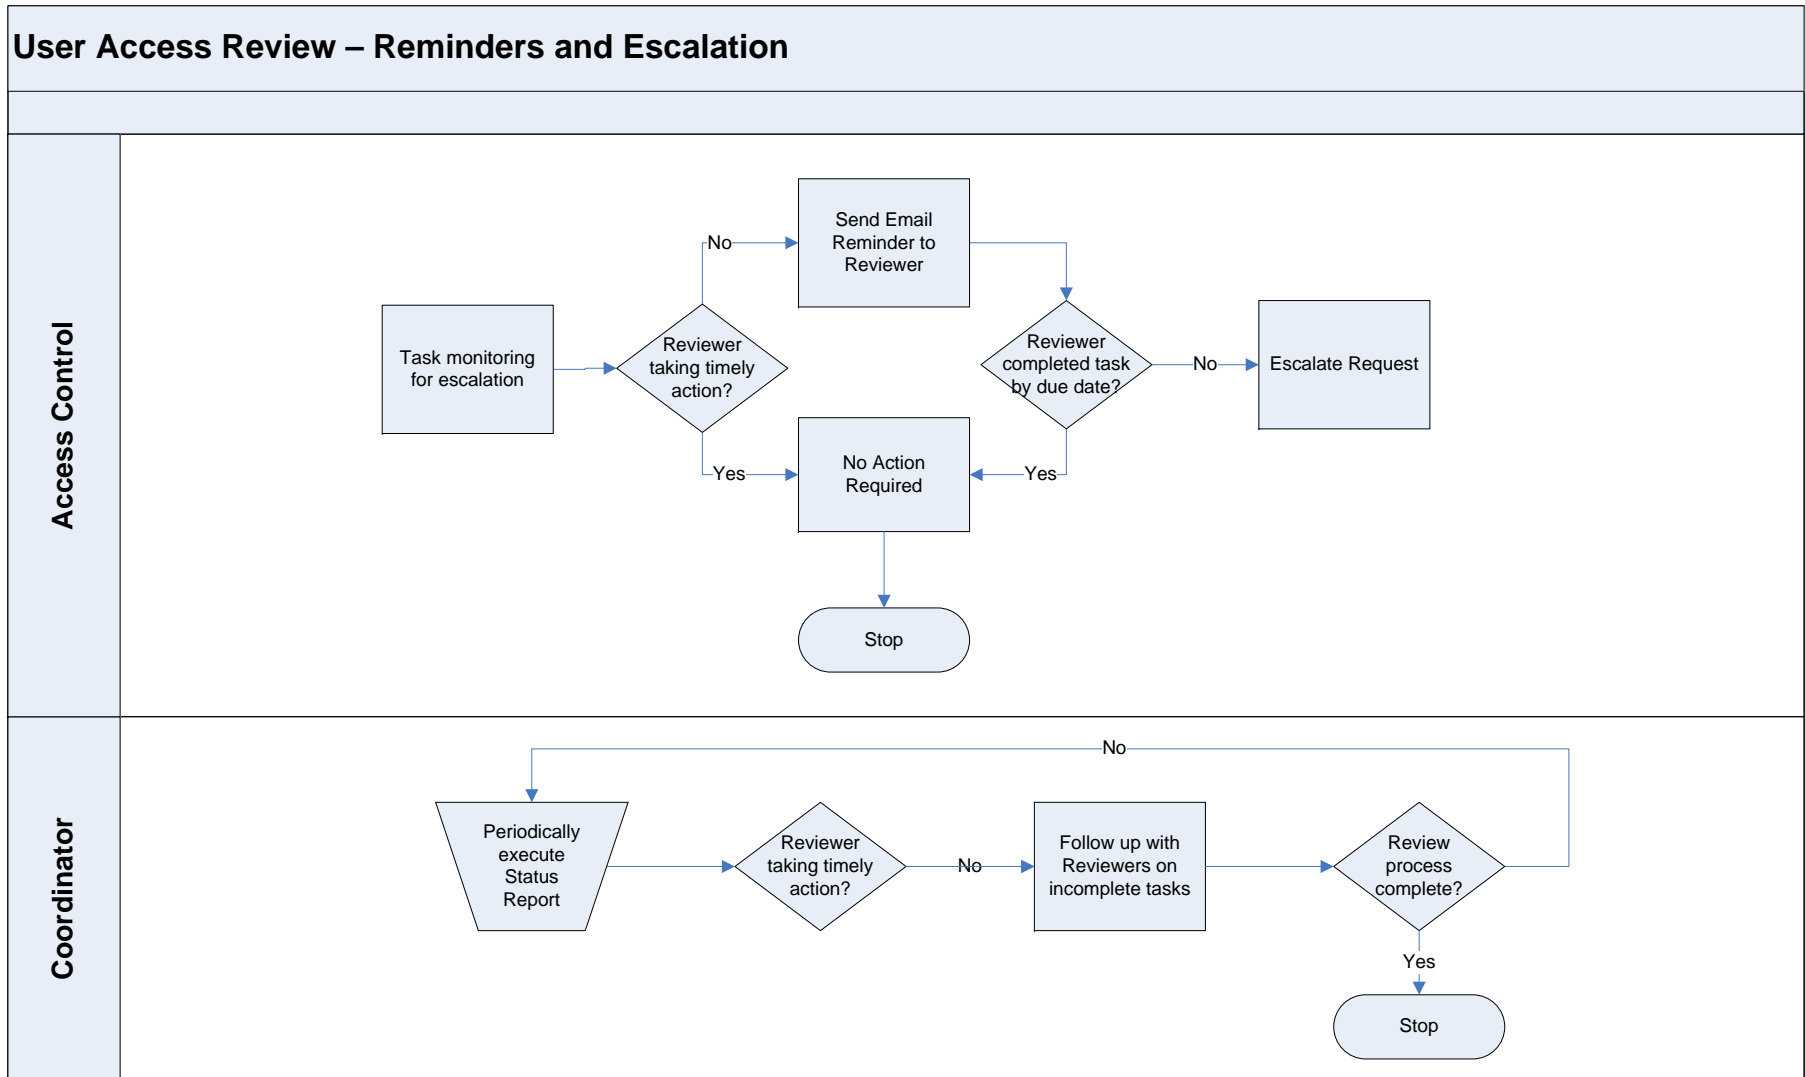 User Access Review – Reminders and Escalation
Access Control
Send Email
Reminder to
Reviewer
No
Task monitoring
for escalation
Reviewer
taking timely
action?
Reviewer
completed task
by due date?
No
Escalate Request
Yes
No Action
Required
Yes
Stop
Coordinator
No
Periodically
execute
Status
Report
Reviewer
taking timely
action?
No
Follow up with
Reviewers on
incomplete tasks
Review
process
complete?
Yes
Stop